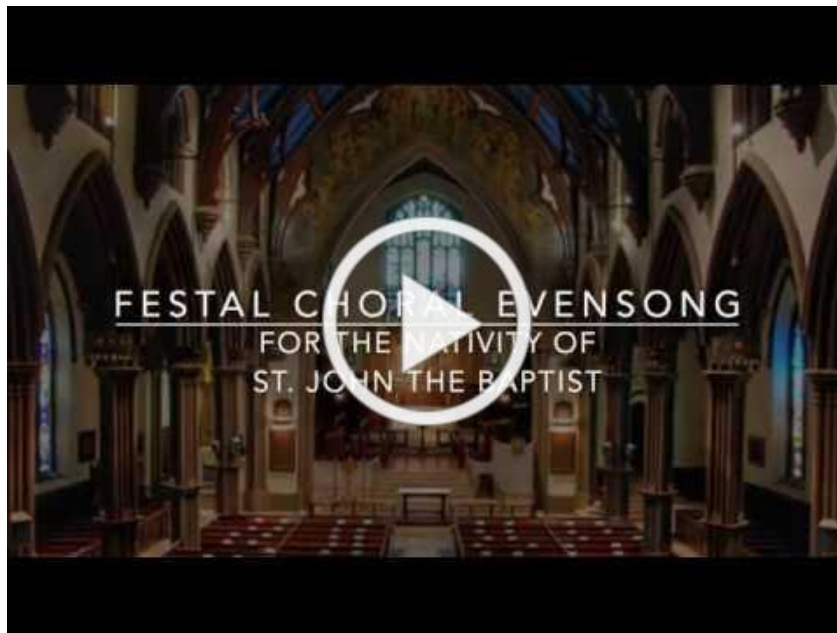 FESTAL CHORAL EVENSONG
FOR THE NATIVITY OF
ST. JOHN THE BAPTIST